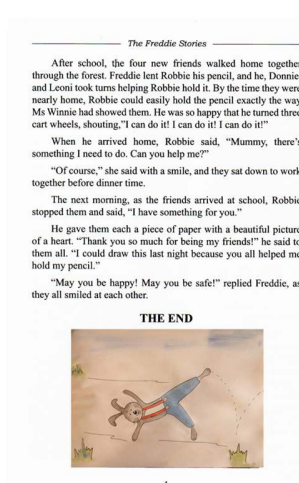 The Freddie Stories
After school, the four new friends walked home together
through the forest. Freddie lent Robbie his pencil, and he, Donnie
and Leoni took turns helping Robbie hold it. By the time they were
nearly home, Robbie could easily hold the pencil exactly the way
Ms Winnie had showed them. He was so happy that he turned three
cart wheels, shouting,"I can do it! I can do it! I can do it!"
When he arrived home, Robbie said, "Mummy, there's
something I need to do. Can you help me?"
"Of course," she said with a smile, and they sat down to work
together before dinner time.
The next morning, as the friends arrived at school, Robbie
stopped them and said, "I have something for you."
He gave them each a piece of paper with a beautiful picture
of a heart. "Thank you so much for being my friends!" he said to
them all. "I could draw this last night because you all helped me
hold my pencil."
"May you be happy! May you be safe!" replied Freddie, as
they all smiled at each other.
THE END